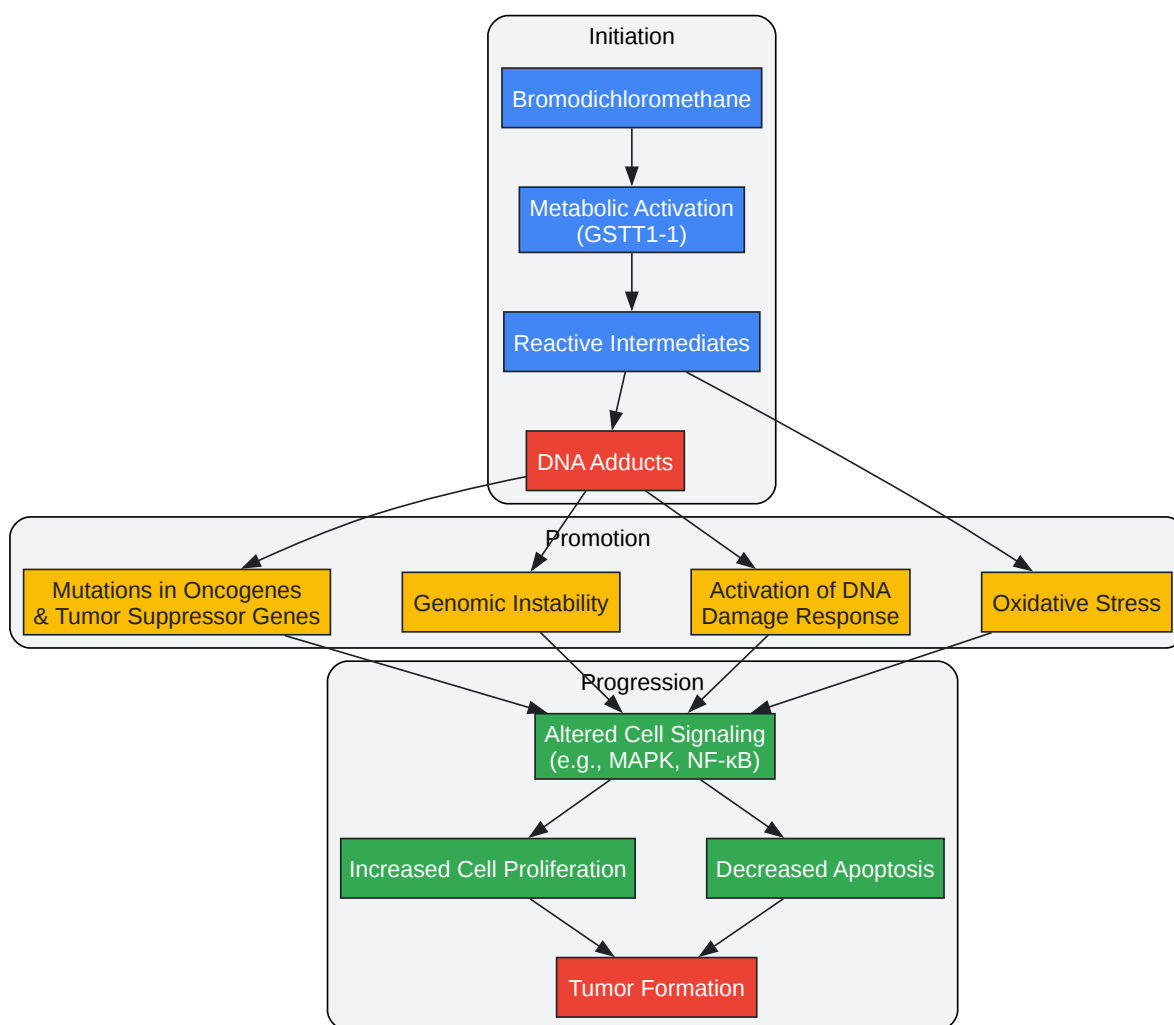 Initiation
Bromodichloromethane
Metabolic Activation
(GSTT1-1)
Reactive Intermediates
DNA Adducts
Promotion
Mutations in Oncogenes
& Tumor Suppressor Genes
Genomic Instability
Activation of DNA
Damage Response
Oxidative Stress
Progression
Altered Cell Signaling
(e.g., MAPK, NF-κB)
Increased Cell Proliferation
Decreased Apoptosis
Tumor Formation